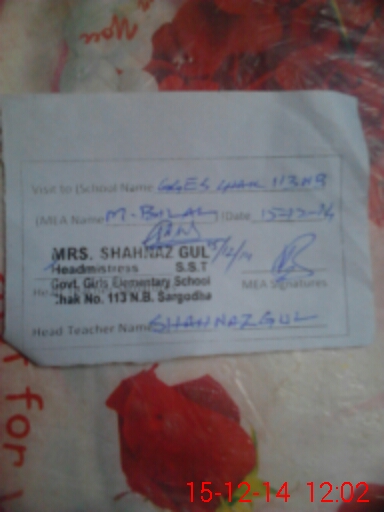 Visit to (School Name GGES CHAK 113 NB
(MEA Name M-BILAL (Date 15-12-14
15/12/14
MRS. SHAHNAZ GUL
Headmistress S.S.T
Govt. Girls Elementary School
Chak No. 113 N.B. Sargodha
MEA Signatures
Head Teacher Name SHAHNAZ GUL
for
15-12-14 12:02